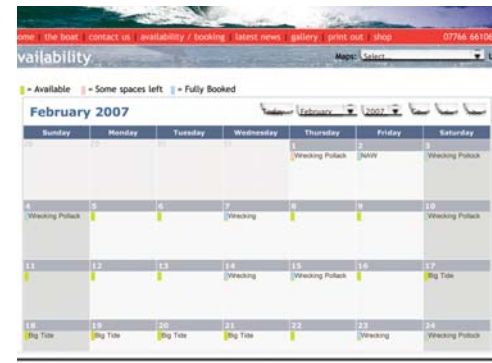 ome the boat contact us availability / booking latest news gallery print out shop 07766 66106
vailability Maps: Select...
= Available = Some spaces left = Fully Booked
February 2007 Today February 2007
Sunday Monday Tuesday Wednesday Thursday Friday Saturday
1 2 3
Wrecking Pollack NAW Wrecking Pollack
4 5 6 7 8 9 10
Wrecking Pollack Wrecking Wrecking Pollack
11 12 13 14 15 16 17
Wrecking Wrecking Pollack Big Tide
18 19 20 21 22 23 24
Big Tide Big Tide Big Tide Big Tide Wrecking Wrecking Pollack